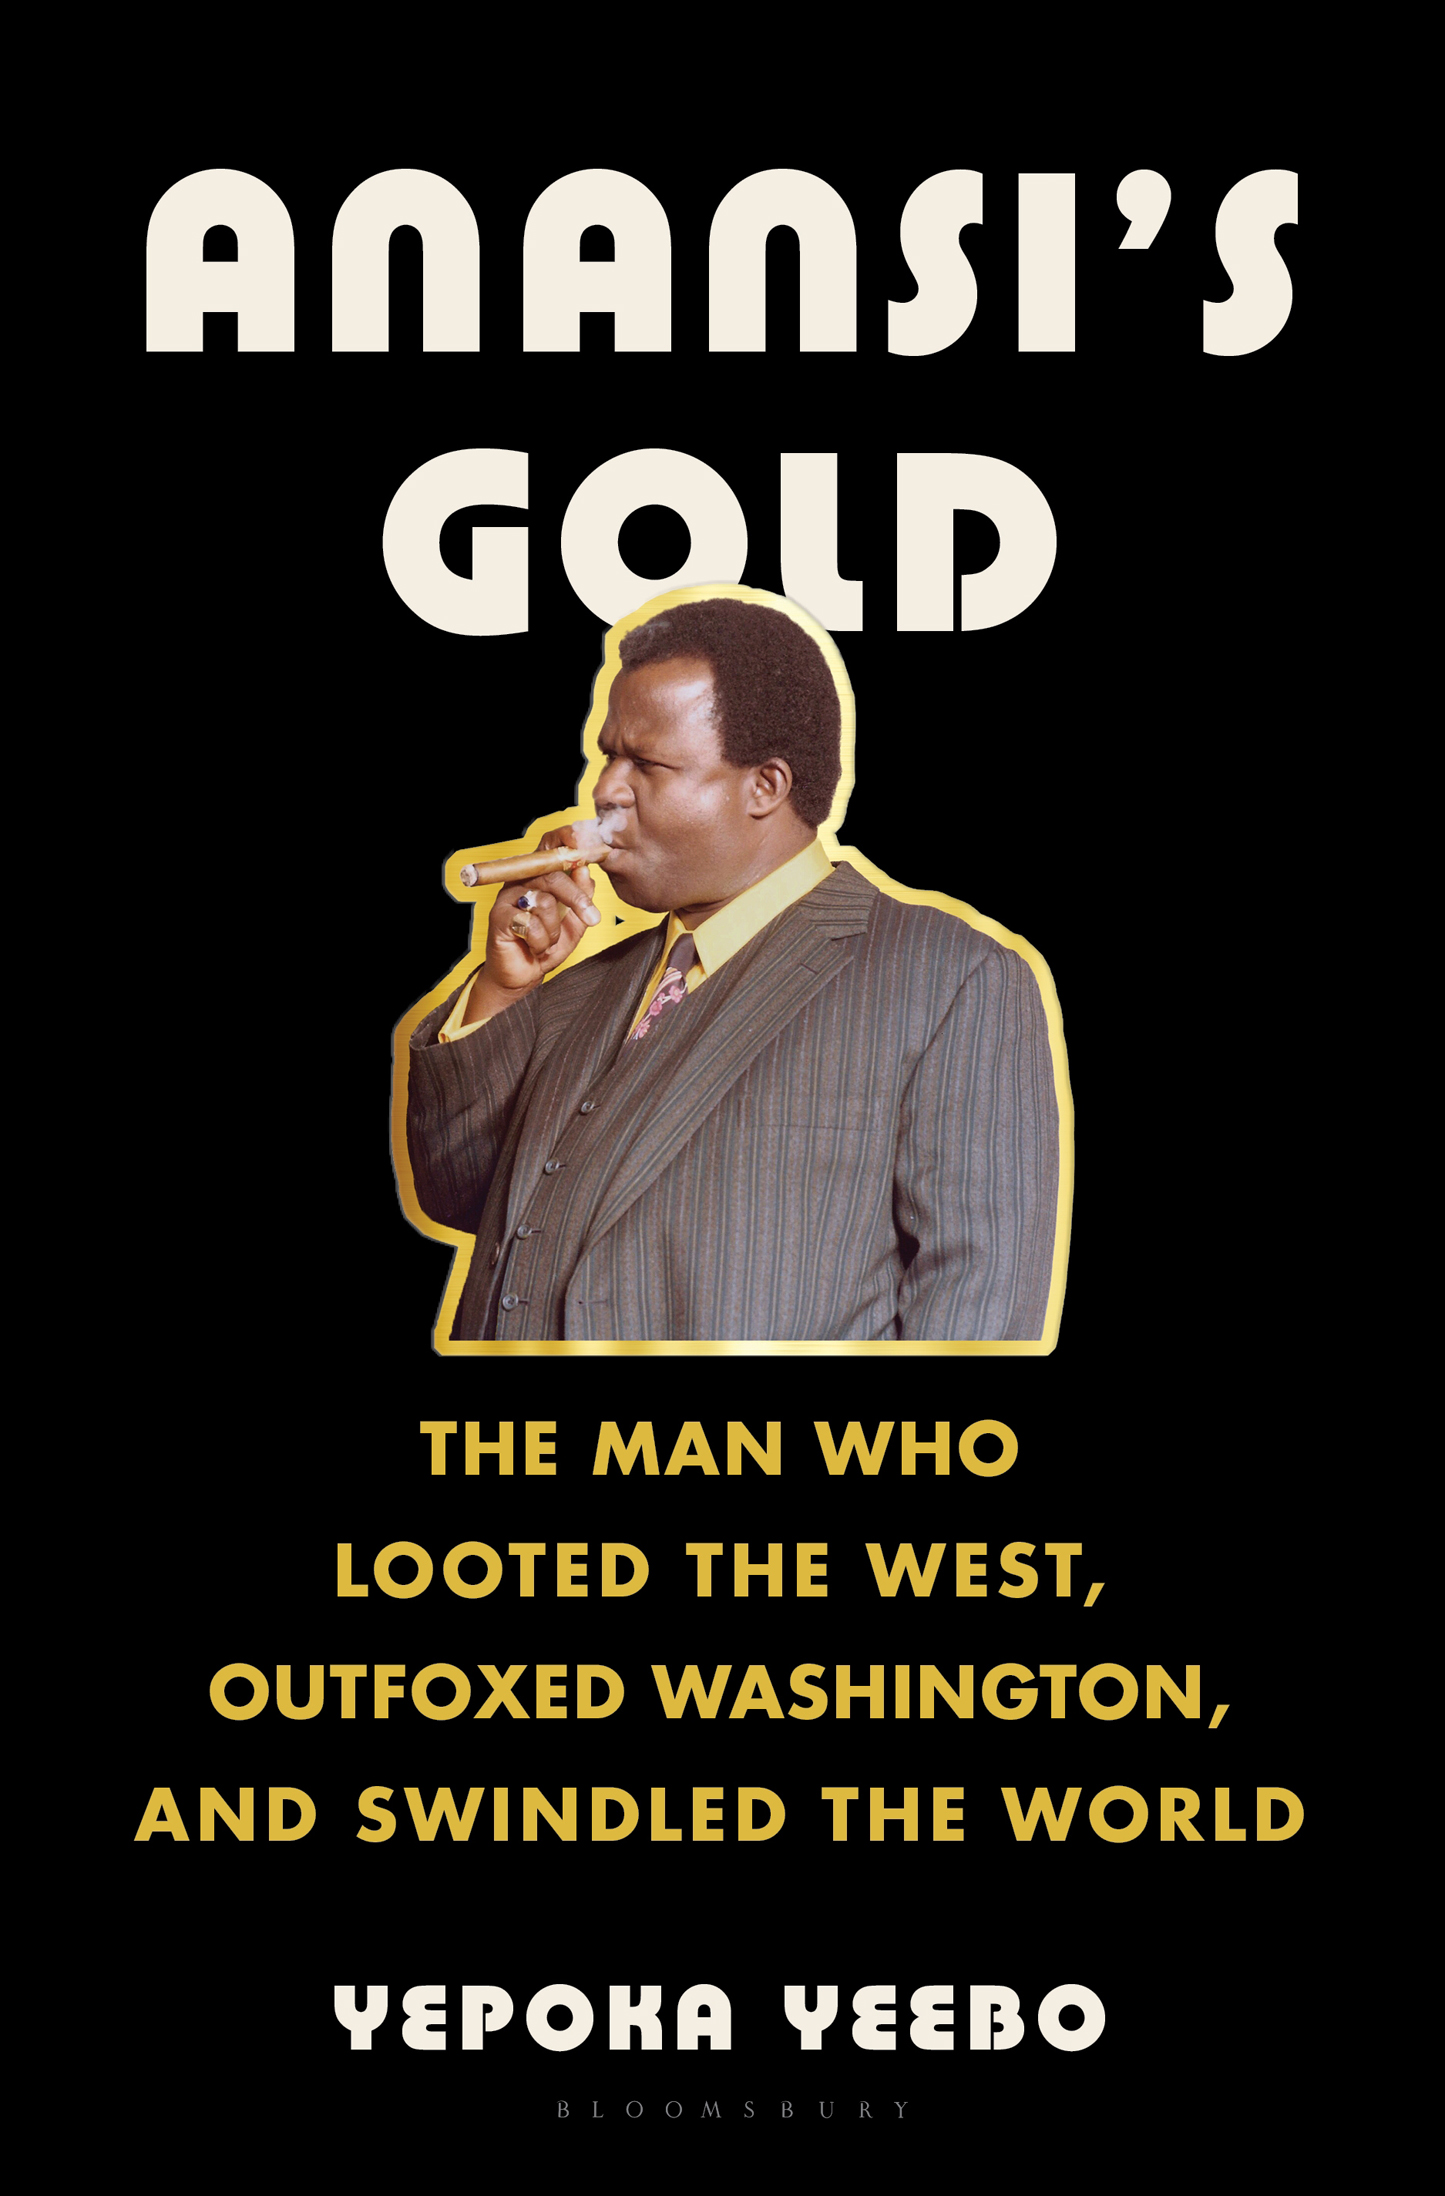 ANANSI'S
GOLD
THE MAN WHO
LOOTED THE WEST,
OUTFOXED WASHINGTON,
AND SWINDLED THE WORLD
YEPOKA YEEBO
BLOOMSBURY